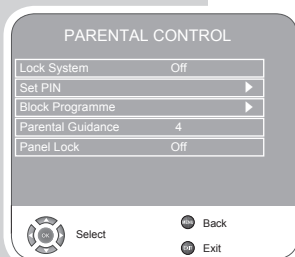 PARENTAL CONTROL
Lock System Off
Set PIN
Block Programme
Parental Guidance 4
Panel Lock Off
OK Select
MENU Back
EXIT Exit